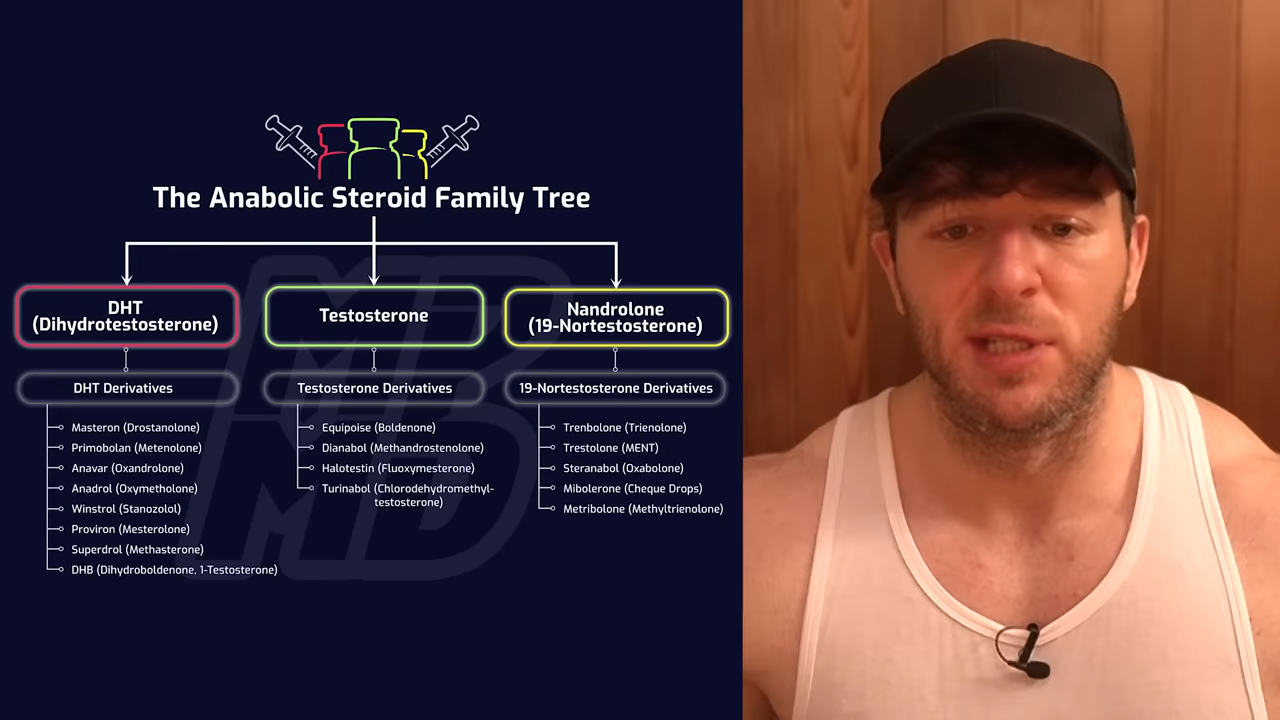 The Anabolic Steroid Family Tree
DHT
(Dihydrotestosterone)
DHT Derivatives
Masteron (Drostanolone)
Primobolan (Metenolone)
Anavar (Oxandrolone)
Anadrol (Oxymetholone)
Winstrol (Stanozolol)
Proviron (Mesterolone)
Superdrol (Methasterone)
DHB (Dihydroboldenone, 1-Testosterone)
Testosterone
Testosterone Derivatives
Equipoise (Boldenone)
Dianabol (Methandrostenolone)
Halotestin (Fluoxymesterone)
Turinabol (Chlorodehydromethyl-
testosterone)
Nandrolone
(19-Nortestosterone)
19-Nortestosterone Derivatives
Trenbolone (Trienolone)
Trestolone (MENT)
Steranabol (Oxabolone)
Mibolerone (Cheque Drops)
Metribolone (Methyltrienolone)